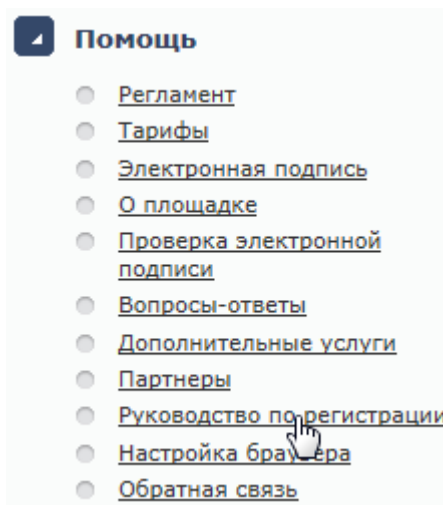 Помощь
Регламент
Тарифы
Электронная подпись
О площадке
Проверка электронной
подписи
Вопросы-ответы
Дополнительные услуги
Партнеры
Руководство по регистрации
Настройка браузера
Обратная связь